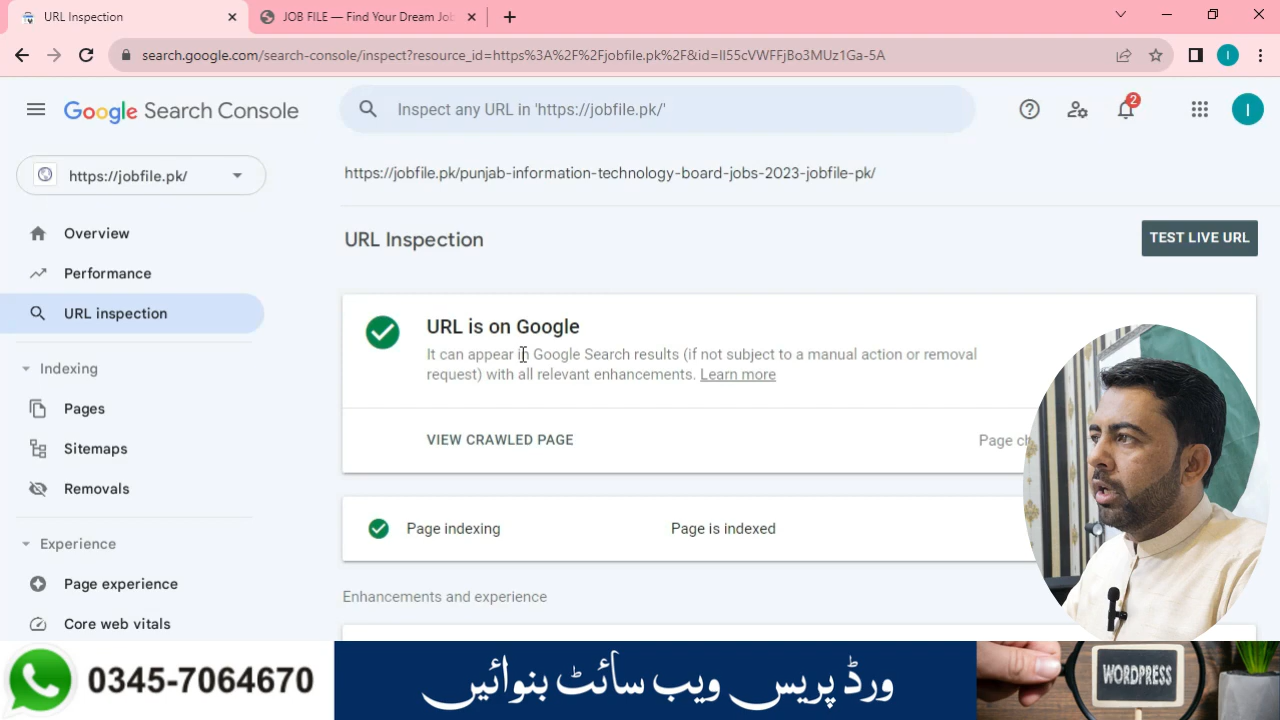 URL Inspection
JOB FILE — Find Your Dream Job
search.google.com/search-console/inspect?resource_id=https%3A%2F%2Fjobfile.pk%2F&id=II55cVWFFjBo3MUz1Ga-5A
Google Search Console
Inspect any URL in 'https://jobfile.pk/'
2
I
https://jobfile.pk/
https://jobfile.pk/punjab-information-technology-board-jobs-2023-jobfile-pk/
Overview
Performance
URL inspection
Indexing
Pages
Sitemaps
Removals
Experience
Page experience
Core web vitals
URL Inspection
TEST LIVE URL
URL is on Google
It can appear in Google Search results (if not subject to a manual action or removal
request) with all relevant enhancements. Learn more
VIEW CRAWLED PAGE
Page ch
Page indexing
Page is indexed
Enhancements and experience
0345-7064670
ورڈ پریس ویب سائٹ بنوائیں
WORDPRESS